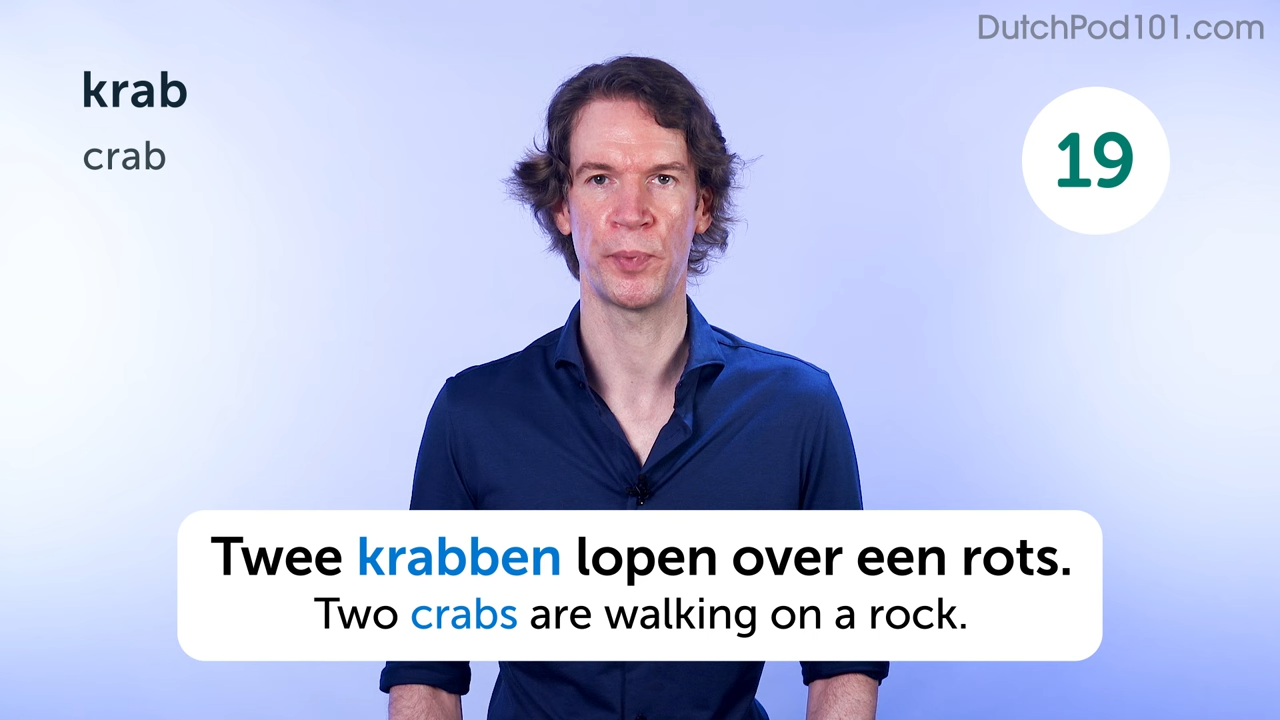 DutchPod101.com
krab
crab
19
Twee krabben lopen over een rots.
Two crabs are walking on a rock.